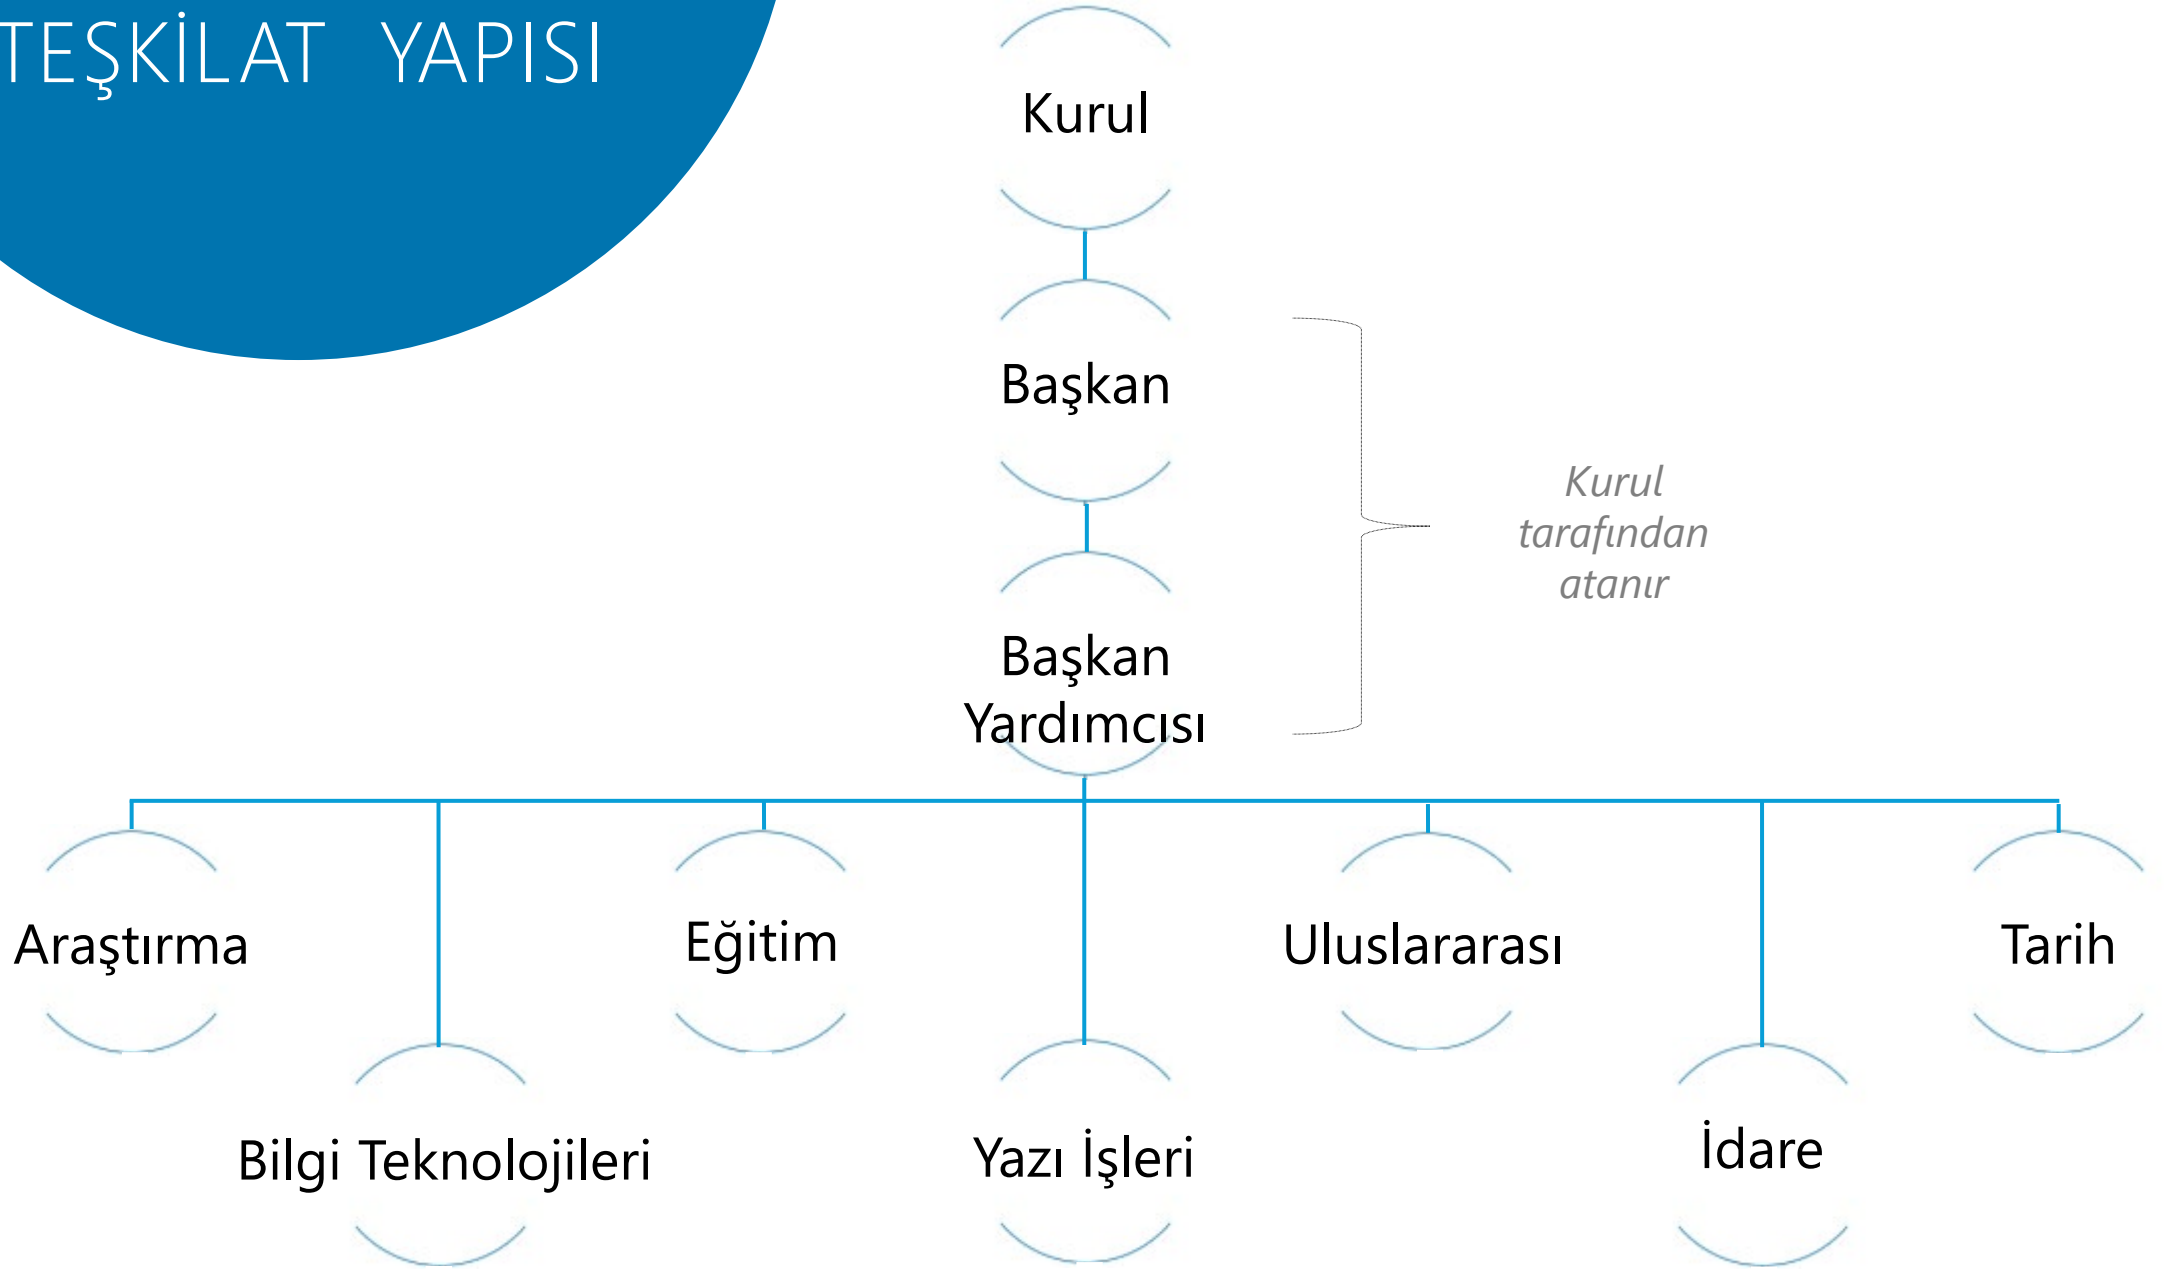 TEŞKİLAT YAPISI
Kurul
Başkan
Kurul
tarafından
atanır
Başkan
Yardımcısı
Araştırma
Eğitim
Uluslararası
Tarih
Bilgi Teknolojileri
Yazı İşleri
İdare